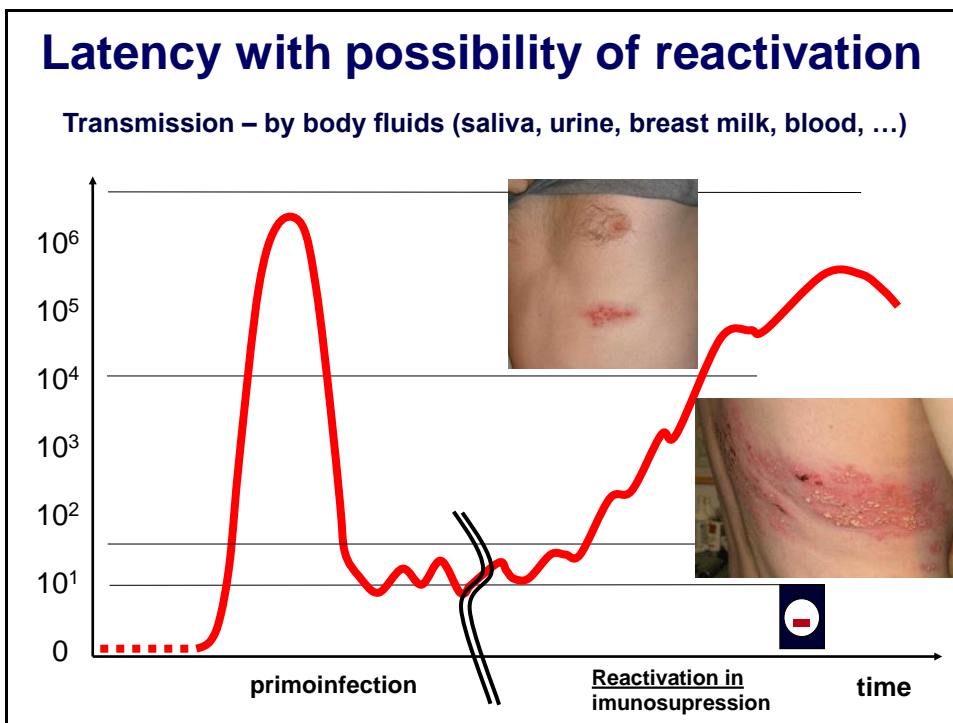 Latency with possibility of reactivation
Transmission – by body fluids (saliva, urine, breast milk, blood, …)
10⁶
10⁵
10⁴
10³
10²
10¹
0
primoinfection
Reactivation in
imunosupression
time